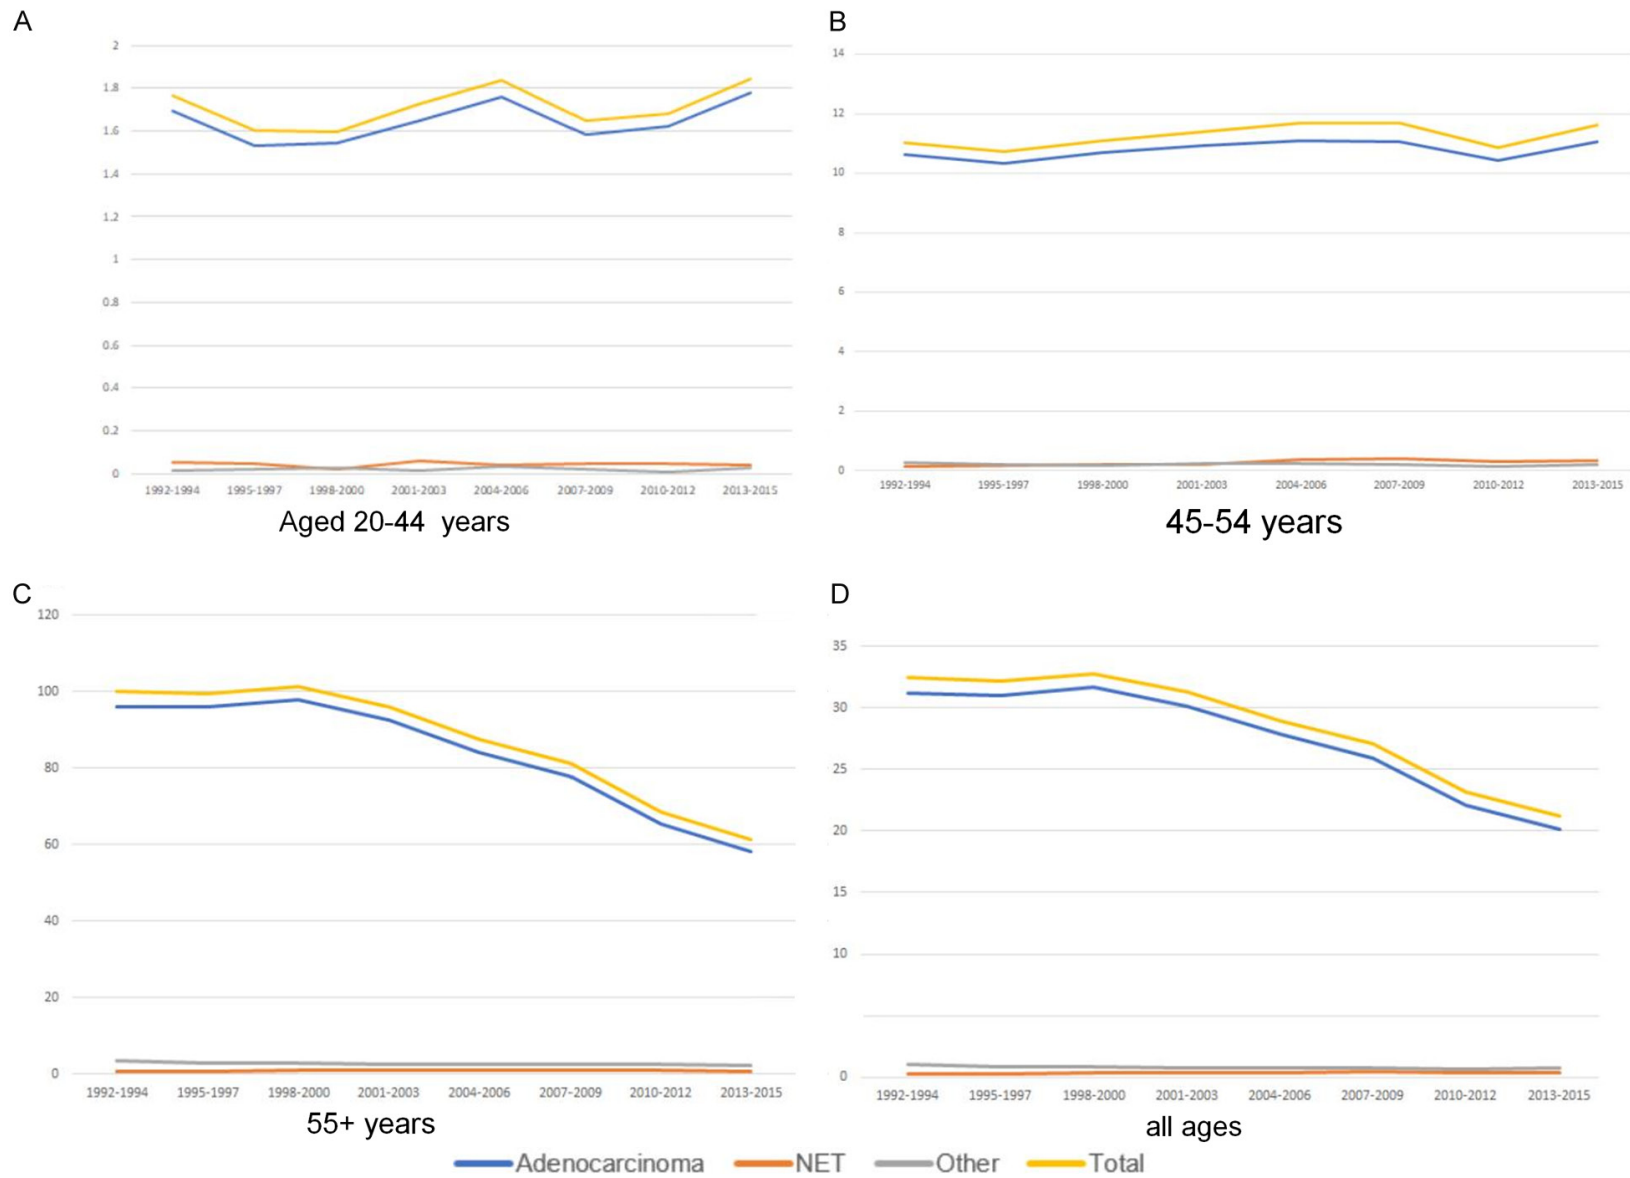 A
2
1.8
1.6
1.4
1.2
1
0.8
0.6
0.4
0.2
0
1992-1994 1995-1997 1998-2000 2001-2003 2004-2006 2007-2009 2010-2012 2013-2015
Aged 20-44 years
B
14
12
10
8
6
4
2
0
1992-1994 1995-1997 1998-2000 2001-2003 2004-2006 2007-2009 2010-2012 2013-2015
45-54 years
C
120
100
80
60
40
20
0
1992-1994 1995-1997 1998-2000 2001-2003 2004-2006 2007-2009 2010-2012 2013-2015
55+ years
D
35
30
25
20
15
10
0
1992-1994 1995-1997 1998-2000 2001-2003 2004-2006 2007-2009 2010-2012 2013-2015
all ages
Adenocarcinoma NET Other Total